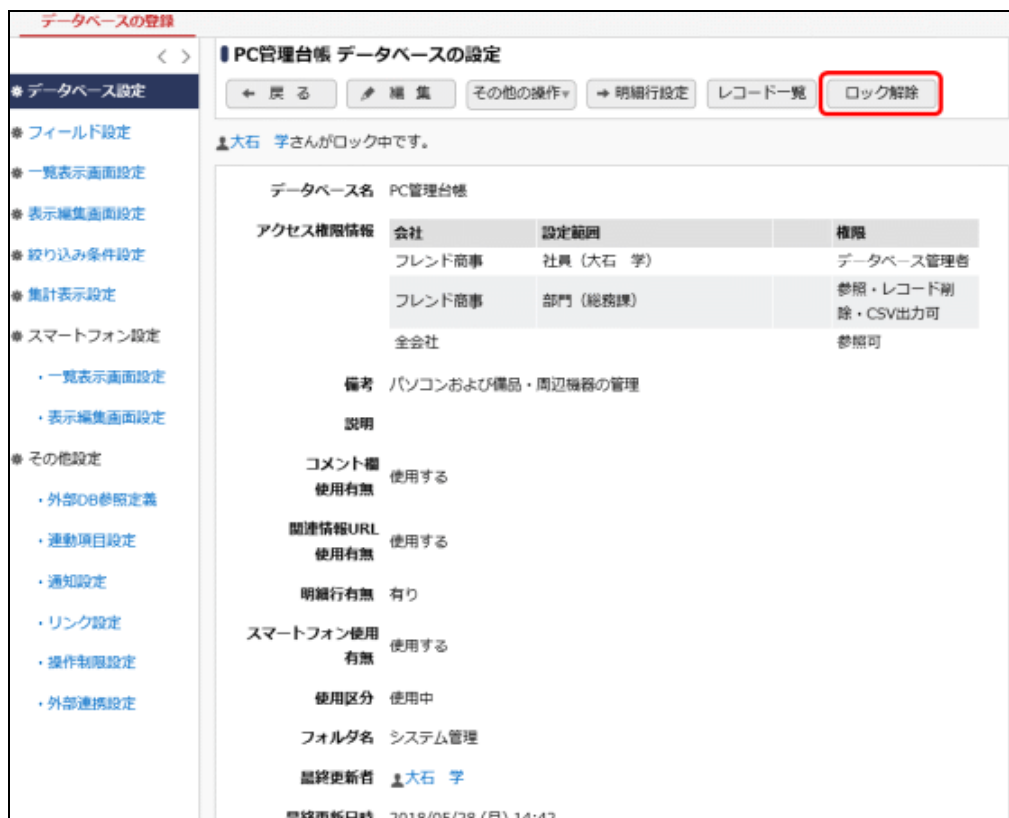 データベースの登録
< >
データベース設定
フィールド設定
一覧表示画面設定
表示編集画面設定
絞り込み条件設定
集計表示設定
スマートフォン設定
・一覧表示画面設定
・表示編集画面設定
その他設定
・外部DB参照定義
・連動項目設定
・通知設定
・リンク設定
・操作制限設定
・外部連携設定
PC管理台帳 データベースの設定
← 戻 る 編 集 その他の操作▾ → 明細行設定 レコード一覧 ロック解除
大石 学さんがロック中です。
データベース名 PC管理台帳
アクセス権限情報 会社 設定範囲 権限
フレンド商事 社員（大石 学） データベース管理者
フレンド商事 部門（総務課） 参照・レコード削
除・CSV出力可
全会社 参照可
備考 パソコンおよび備品・周辺機器の管理
説明
コメント欄
使用有無 使用する
関連情報URL
使用有無 使用する
明細行有無 有り
スマートフォン使用
有無 使用する
使用区分 使用中
フォルダ名 システム管理
最終更新者 大石 学
最終更新日時 2018/05/28 (月) 14:42